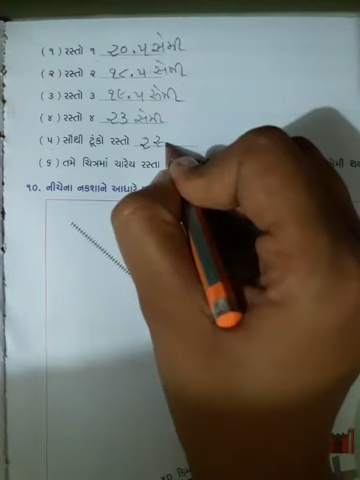 (૧) રસ્તો ૧ ૨૦.૫ સેમી
(૨) રસ્તો ૨ ૧૮.૫ સેમી
(૩) રસ્તો ૩ ૧૯.૫ સેમી
(૪) રસ્તો ૪ ૨૩ સેમી
(૫) સૌથી ટૂંકો રસ્તો
(૬) તમે ચિત્રમાં ચારેય રસ્તા
૧૦. નીચેના નકશાને આધારે